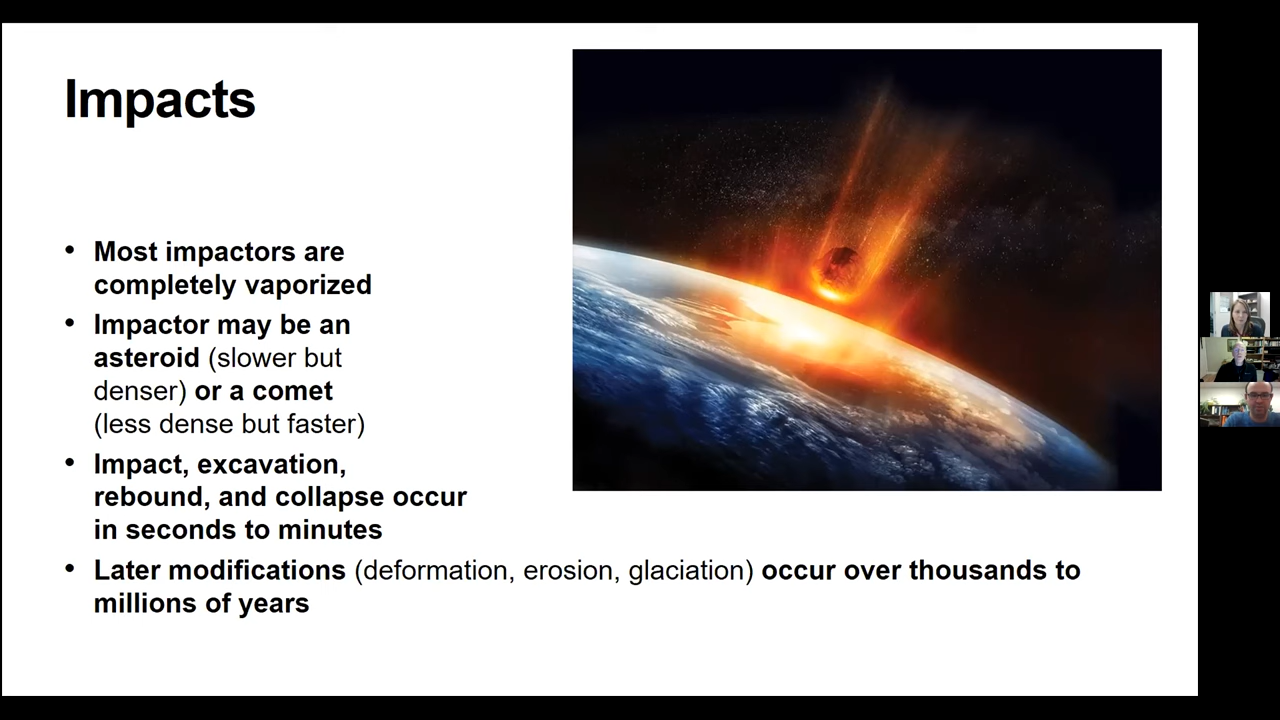 Impacts
• Most impactors are
completely vaporized
• Impactor may be an
asteroid (slower but
denser) or a comet
(less dense but faster)
• Impact, excavation,
rebound, and collapse occur
in seconds to minutes
• Later modifications (deformation, erosion, glaciation) occur over thousands to
millions of years